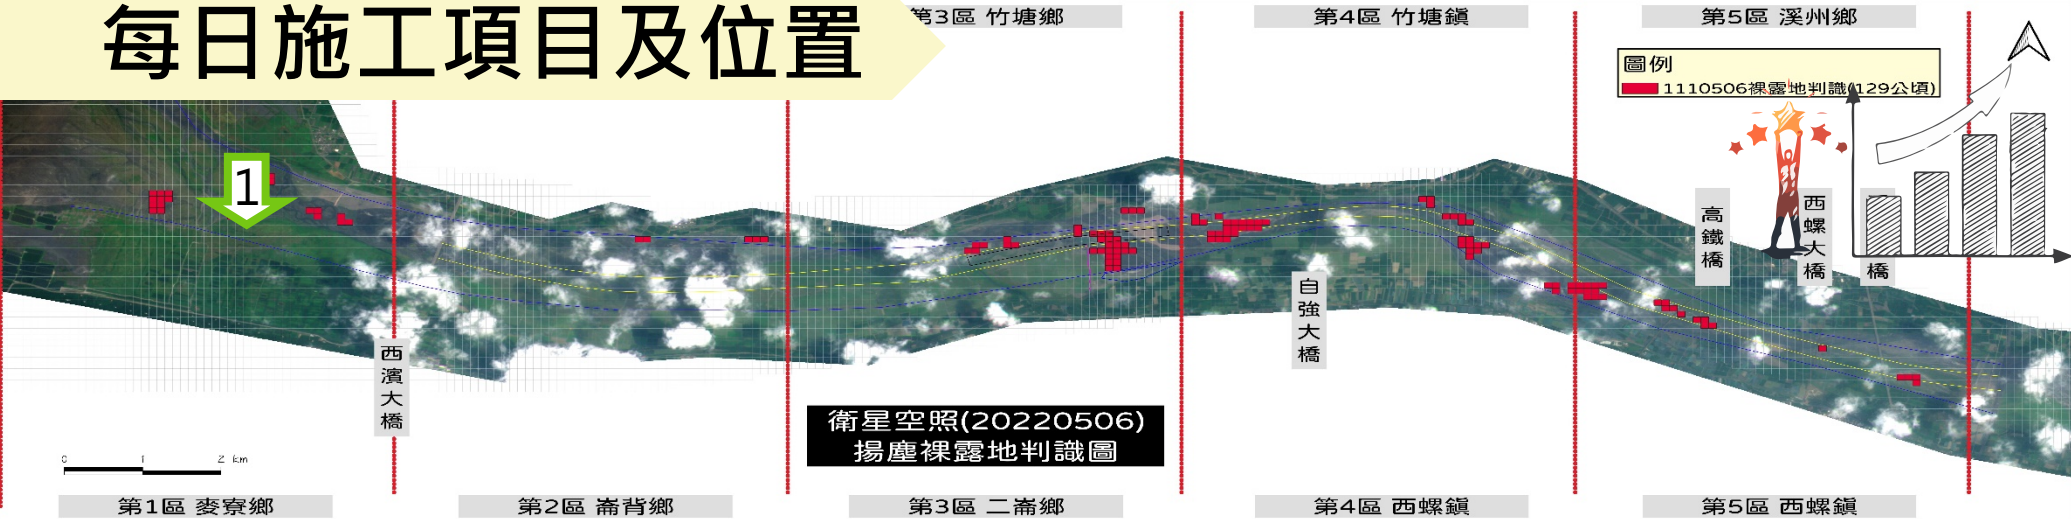 每日施工項目及位置
第3區 竹塘鄉
第4區 竹塘鎮
第5區 溪州鄉
圖例
1110506裸露地判識(129公頃)
1
高鐵橋
西螺大橋
橋
自強大橋
西濱大橋
衛星空照(20220506)
揚塵裸露地判識圖
0 1 2 km
第1區 麥寮鄉
第2區 崙背鄉
第3區 二崙鄉
第4區 西螺鎮
第5區 西螺鎮